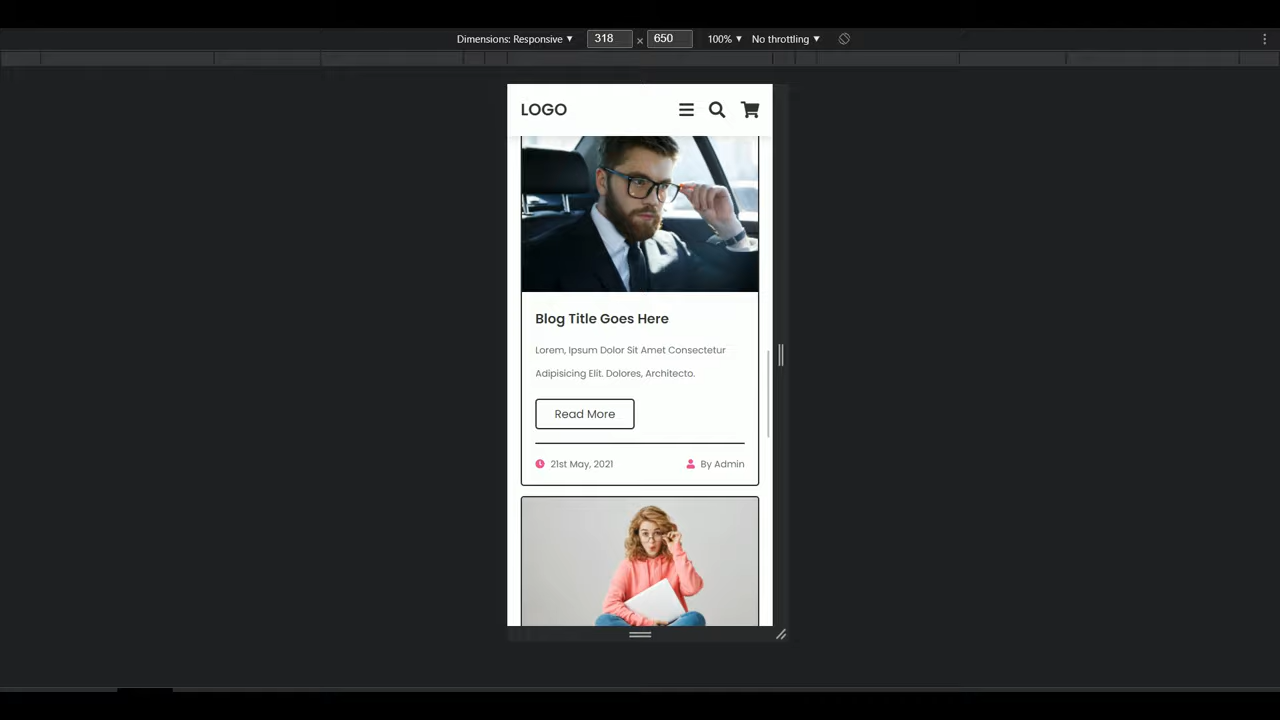 Dimensions: Responsive 318 × 650 100% No throttling
LOGO
Blog Title Goes Here
Lorem, Ipsum Dolor Sit Amet Consectetur
Adipisicing Elit. Dolores, Architecto.
Read More
21st May, 2021 By Admin